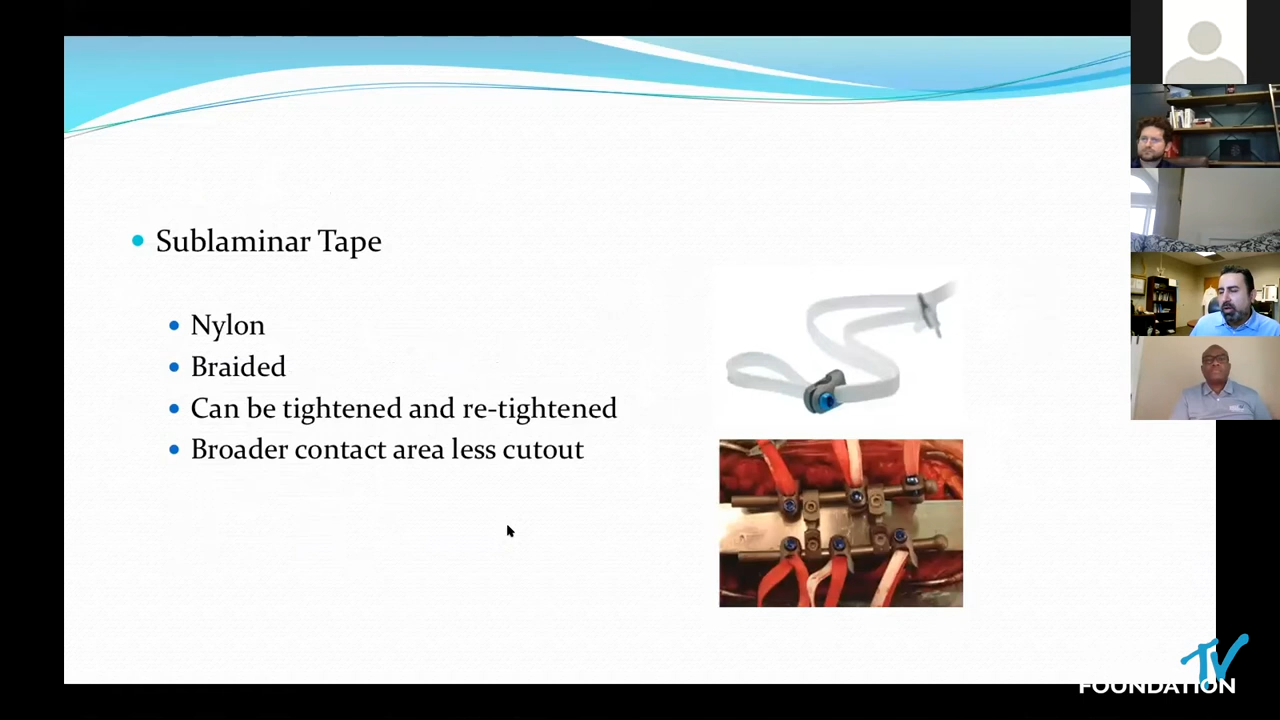 Sublaminar Tape
Nylon
Braided
Can be tightened and re-tightened
Broader contact area less cutout
TV
FOUNDATION